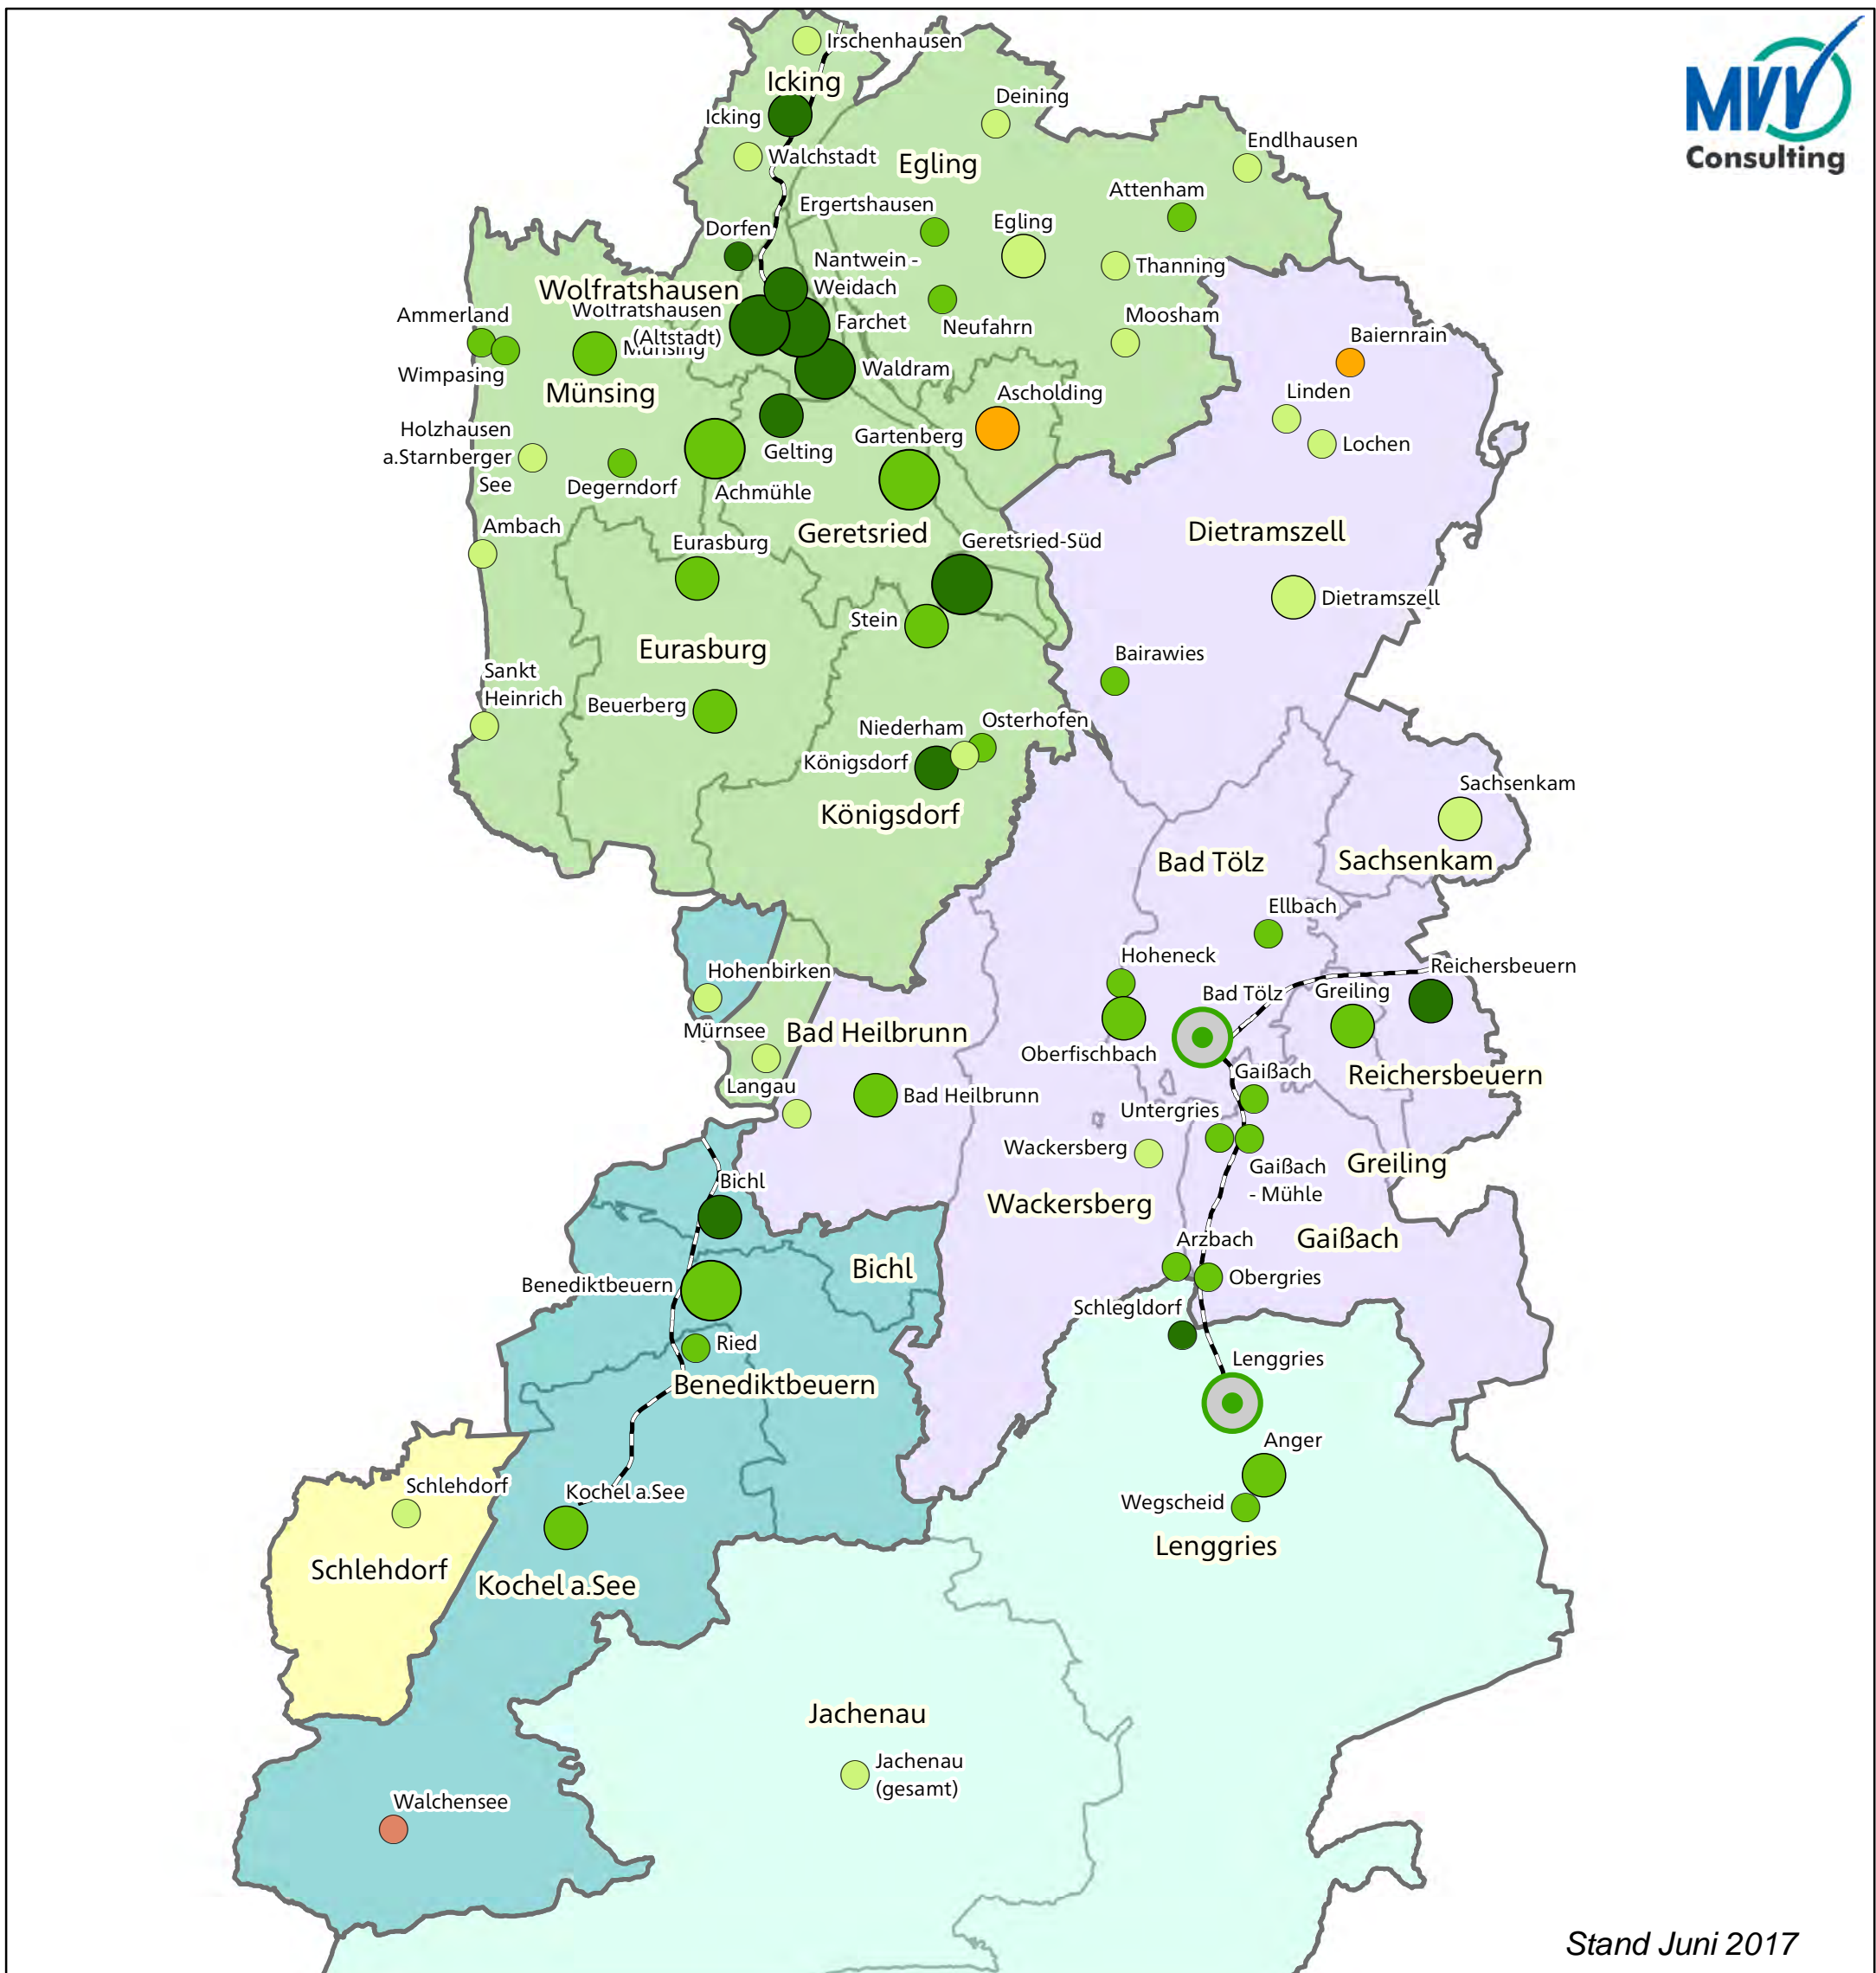 MVV
Consulting
Irschenhausen
Icking
Icking
Deining
Walchstadt
Egling
Endlhausen
Attenham
Ergertshausen
Egling
Dorfen
Nantwein -
Weidach
Thanning
Wolfratshausen
Wolfratshausen
(Altstadt)
Farchet
Neufahrn
Moosham
Ammerland
Münsing
Wimpasing
Waldram
Baiernrain
Münsing
Ascholding
Linden
Holzhausen
a.Starnberger
See
Gartenberg
Gelting
Lochen
Degerndorf
Achmühle
Ambach
Geretsried
Dietramszell
Eurasburg
Geretsried-Süd
Dietramszell
Stein
Eurasburg
Bairawies
Sankt
Heinrich
Beuerberg
Niederham
Osterhofen
Königsdorf
Königsdorf
Sachsenkam
Bad Tölz
Sachsenkam
Ellbach
Hoheneck
Hohenbirken
Reichersbeuern
Bad Tölz
Greiling
Mürnsee
Bad Heilbrunn
Oberfischbach
Gaißach
Reichersbeuern
Langau
Bad Heilbrunn
Untergries
Wackersberg
Gaißach
- Mühle
Greiling
Bichl
Wackersberg
Arzbach
Gaißach
Bichl
Obergries
Benediktbeuern
Schlegldorf
Ried
Lenggries
Benediktbeuern
Anger
Schlehdorf
Kochel a.See
Wegscheid
Lenggries
Schlehdorf
Kochel a.See
Jachenau
Jachenau
(gesamt)
Walchensee
Stand Juni 2017